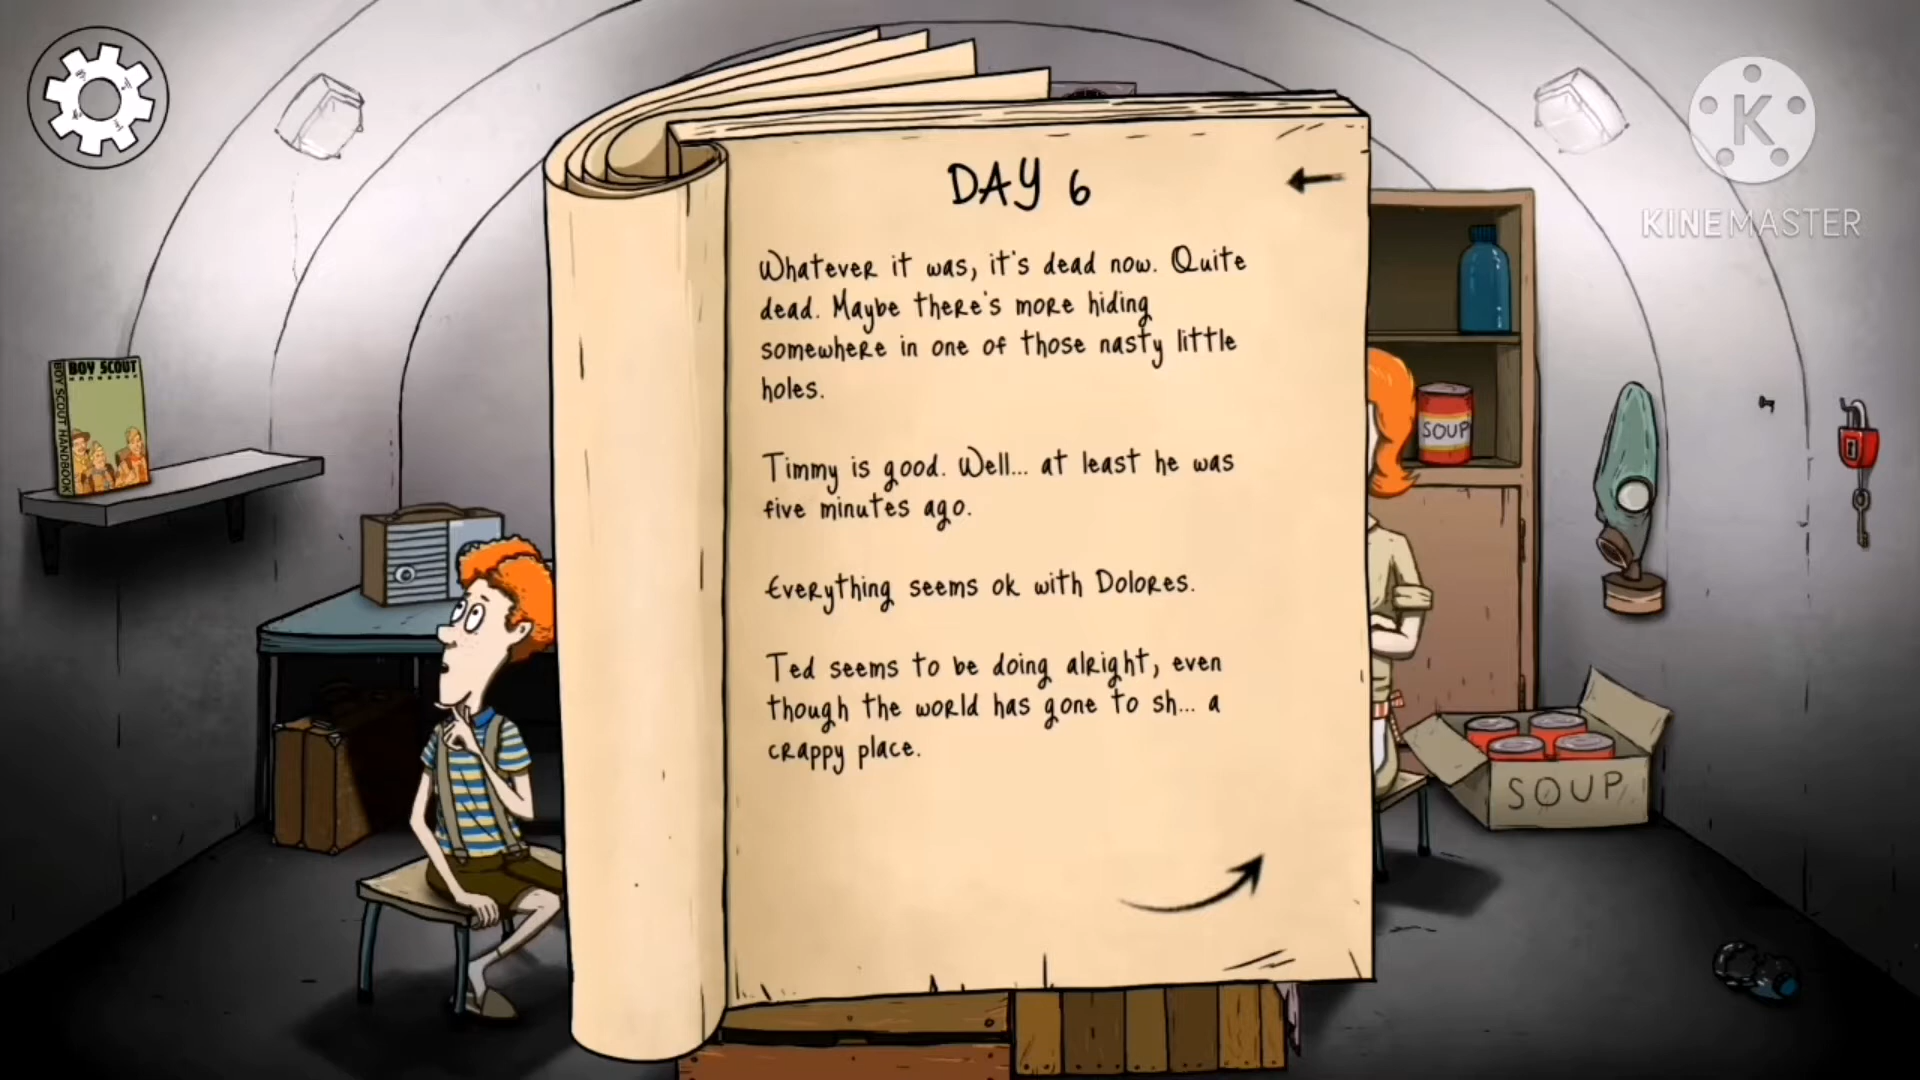 BOY SCOUT
HANDBOOK
BOY SCOUT HANDBOOK
DAY 6
Whatever it was, it's dead now. Quite
dead. Maybe there's more hiding
somewhere in one of those nasty little
holes.
Timmy is good. Well... at least he was
five minutes ago.
Everything seems ok with Dolores.
Ted seems to be doing alright, even
though the world has gone to sh... a
crappy place.
K
KINEMASTER
SOUP
SOUP